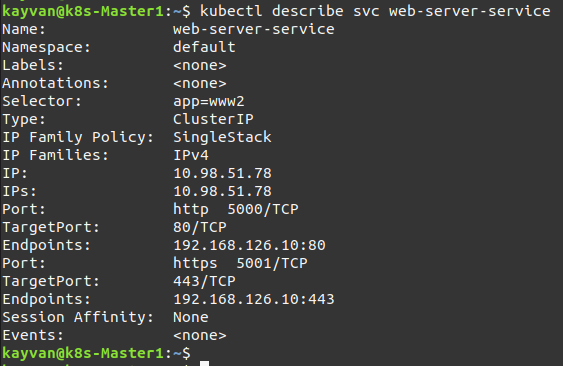 kayvan@k8s-Master1:~$ kubectl describe svc web-server-service
Name:              web-server-service
Namespace:         default
Labels:            <none>
Annotations:       <none>
Selector:          app=www2
Type:              ClusterIP
IP Family Policy:  SingleStack
IP Families:       IPv4
IP:                10.98.51.78
IPs:               10.98.51.78
Port:              http  5000/TCP
TargetPort:        80/TCP
Endpoints:         192.168.126.10:80
Port:              https  5001/TCP
TargetPort:        443/TCP
Endpoints:         192.168.126.10:443
Session Affinity:  None
Events:            <none>
kayvan@k8s-Master1:~$